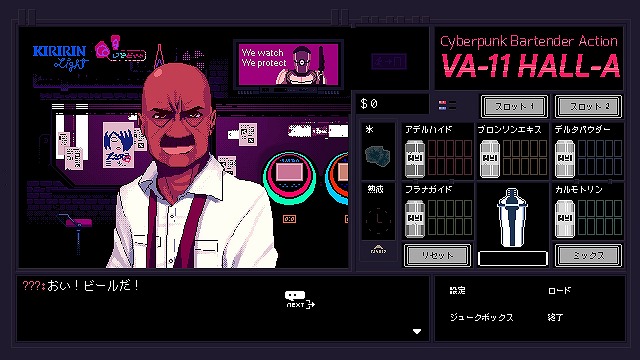 KIRIRIN
Light
We watch
We protect
Cyberpunk Bartender Action
VA-11 HALL-A
$0
スロット 1
スロット 2
アデルハイド
ブロンソンエキス
デルタパウダー
熟成
フラナガイド
カルモトリン
リセット
ミックス
???:おい！ビールだ！
NEXT
設定
ロード
ジュークボックス
終了